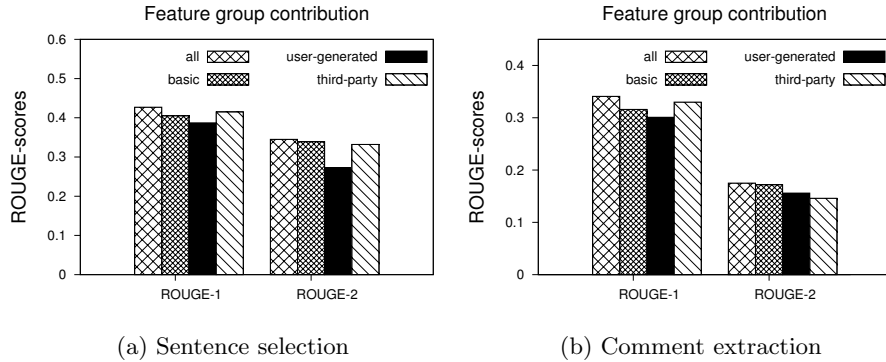 Feature group contribution
ROUGE-scores
0.6
0.5
0.4
0.3
0.2
0.1
0
all
basic
user-generated
third-party
ROUGE-1
ROUGE-2
(a) Sentence selection
Feature group contribution
ROUGE-scores
0.4
0.3
0.2
0.1
0
all
basic
user-generated
third-party
ROUGE-1
ROUGE-2
(b) Comment extraction